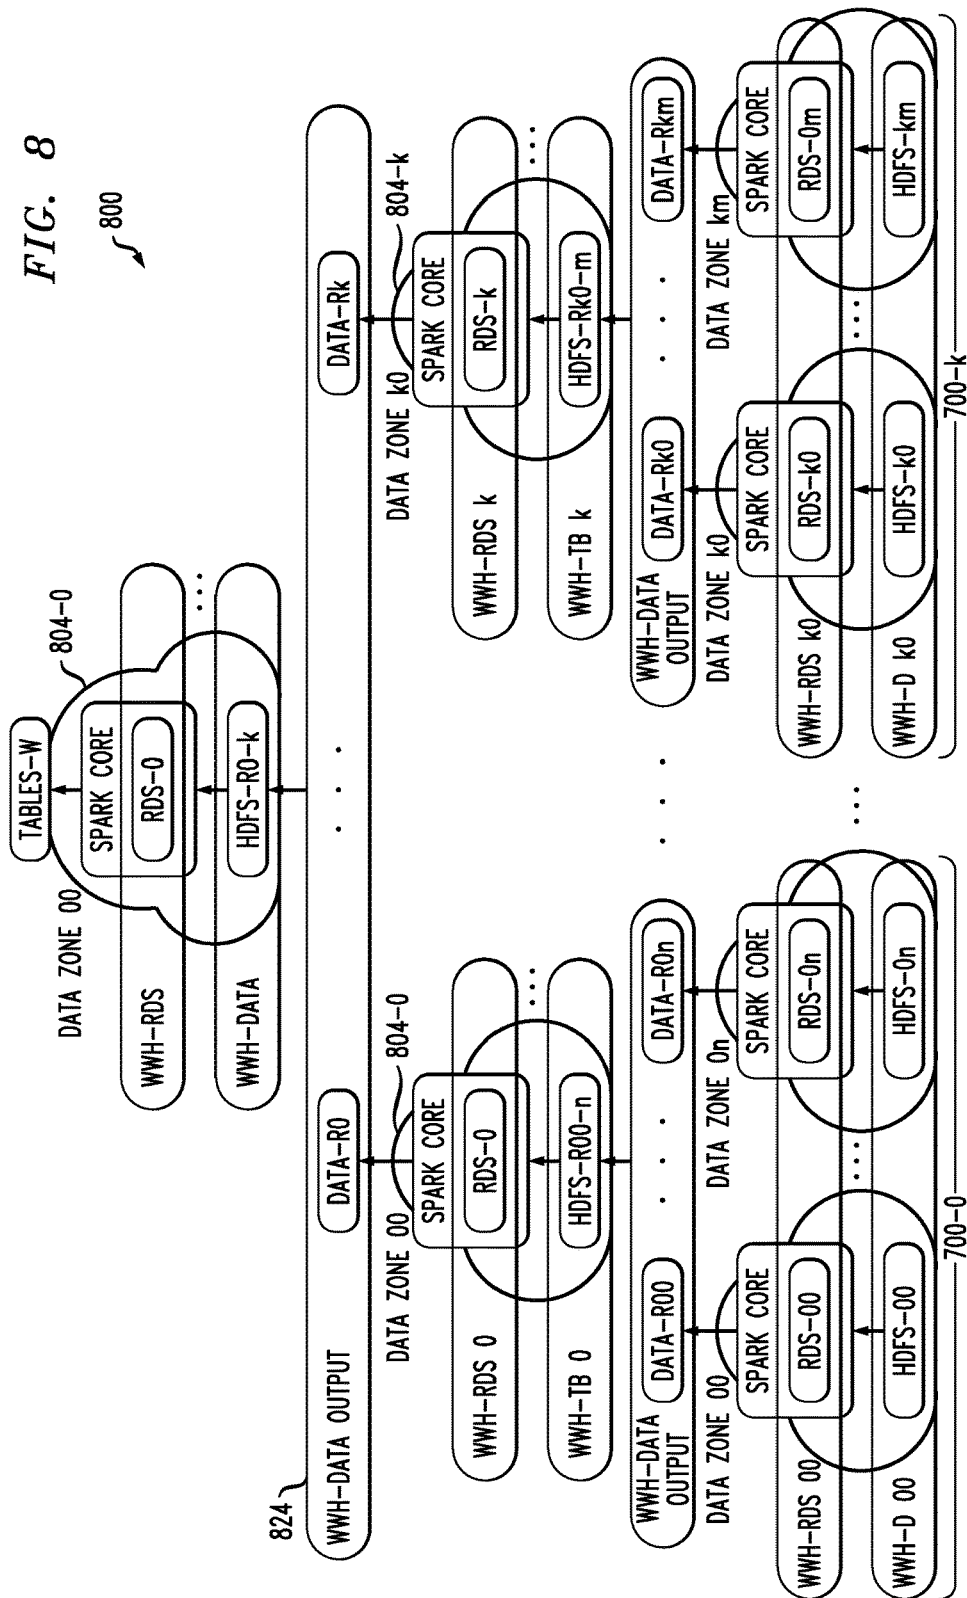 FIG. 8
800
TABLES-W
DATA ZONE 00
804-0
SPARK CORE
WWH-RDS
RDS-0
...
WWH-DATA
HDFS-R0-k
824
WWH-DATA OUTPUT
DATA-R0
...
DATA-Rk
DATA ZONE 00
804-0
DATA ZONE k0
804-k
SPARK CORE
SPARK CORE
WWH-RDS 0
RDS-0
...
WWH-RDS k
RDS-k
...
WWH-TB 0
HDFS-R00-n
WWH-TB k
HDFS-Rk0-m
WWH-DATA
OUTPUT
DATA-R00
...
DATA-R0n
...
WWH-DATA
OUTPUT
DATA-Rk0
...
DATA-Rkm
DATA ZONE 00
DATA ZONE 0n
DATA ZONE k0
DATA ZONE km
SPARK CORE
SPARK CORE
SPARK CORE
SPARK CORE
WWH-RDS 00
RDS-00
RDS-0n
WWH-RDS k0
RDS-k0
RDS-0m
....
...
....
WWH-D 00
HDFS-00
HDFS-0n
WWH-D k0
HDFS-k0
HDFS-km
700-0
700-k